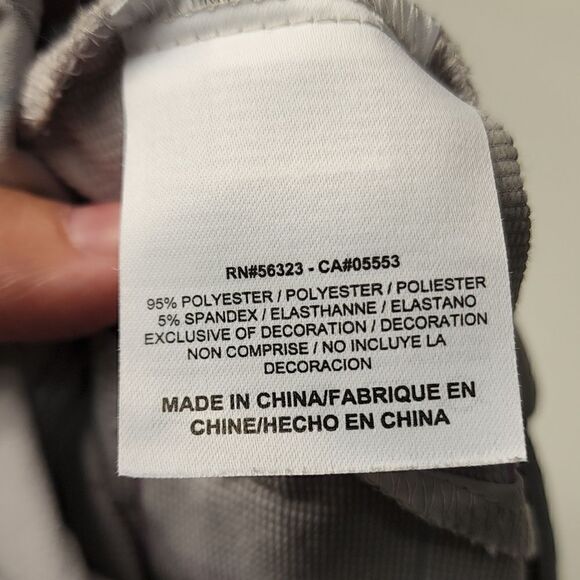 RN#56323 - CA#05553
95% POLYESTER / POLYESTER / POLIESTER
5% SPANDEX / ELASTHANNE / ELASTANO
EXCLUSIVE OF DECORATION / DECORATION
NON COMPRISE / NO INCLUYE LA
DECORACION
MADE IN CHINA/FABRIQUE EN
CHINE/HECHO EN CHINA